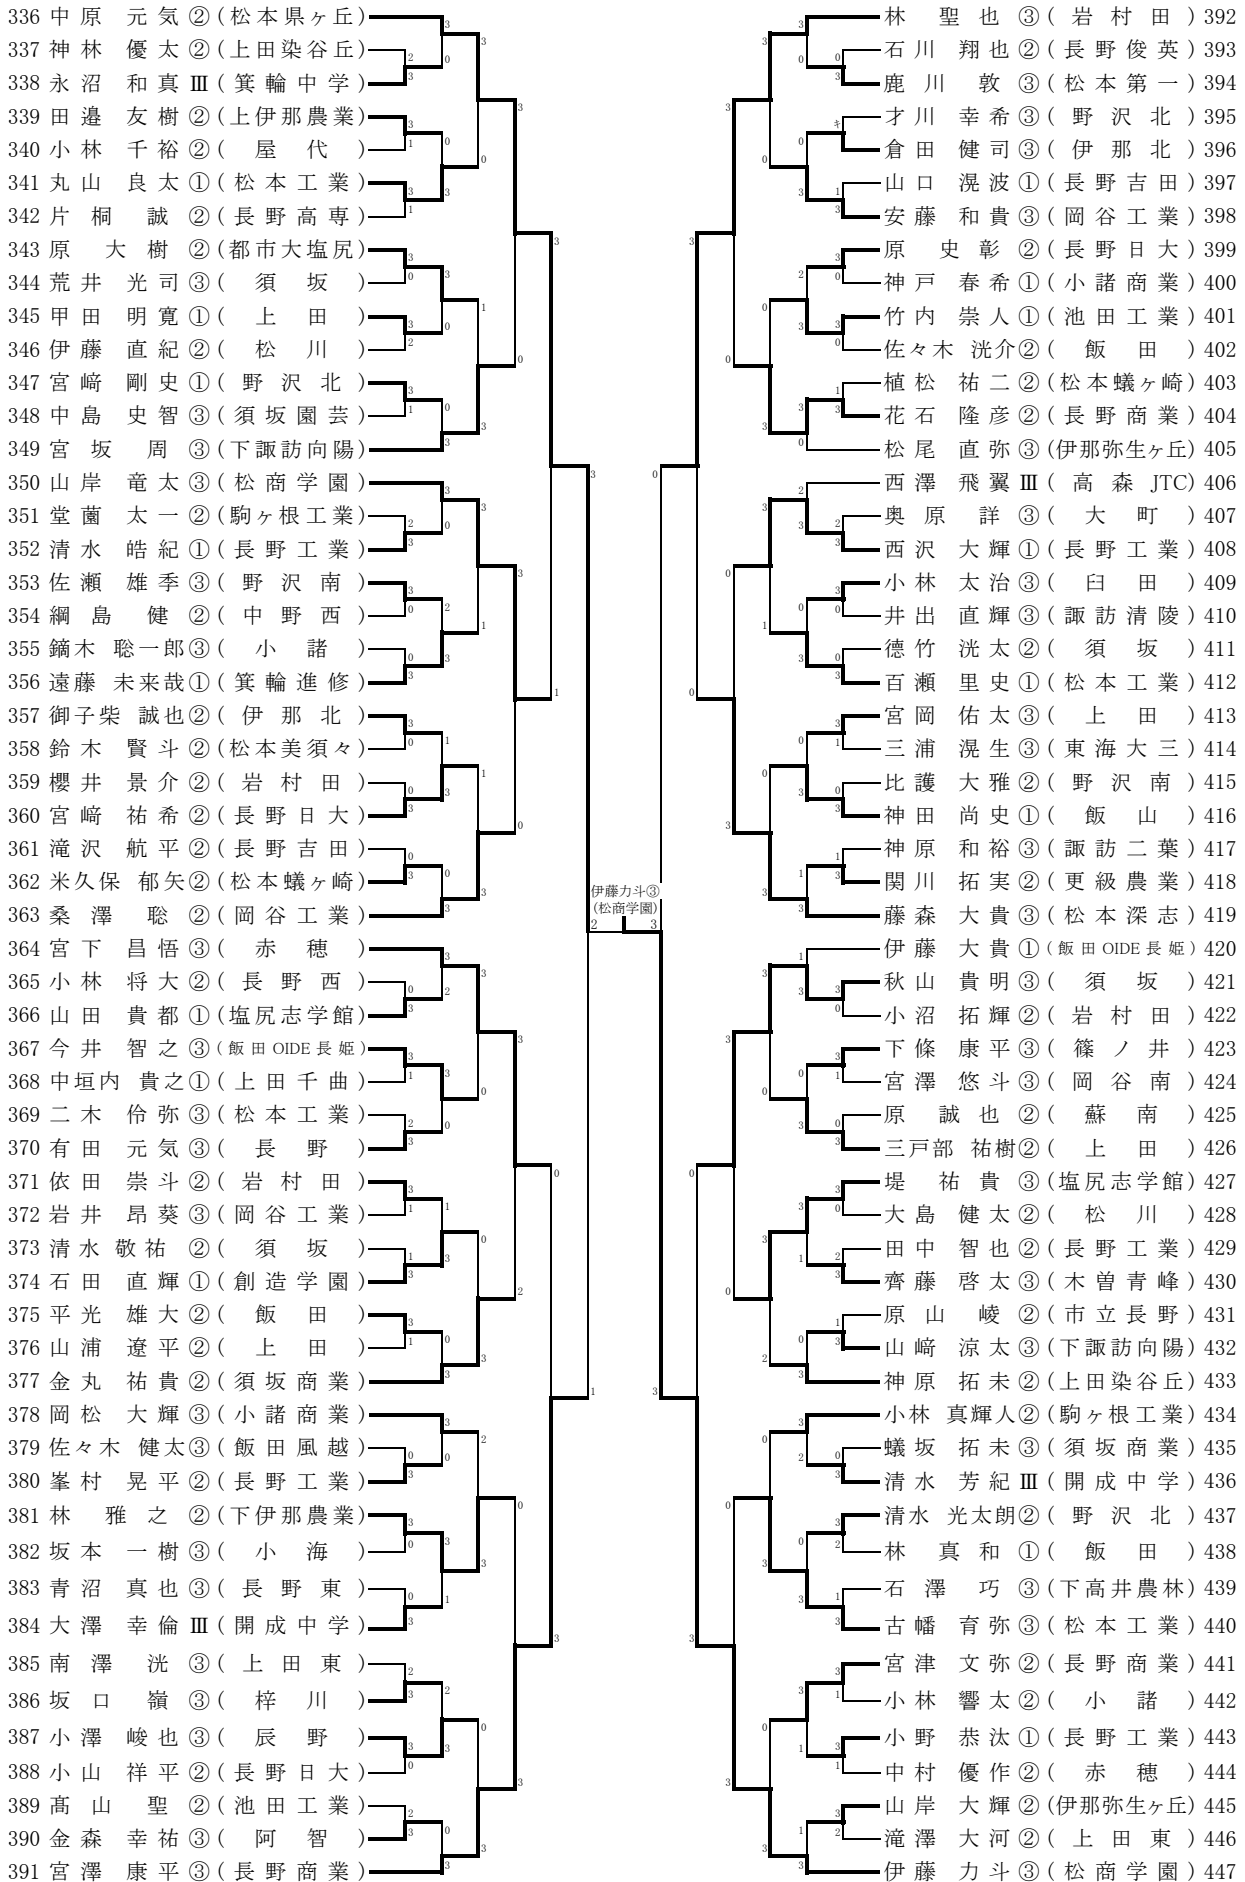 336 中原 元気② (松本県ヶ丘)
337 神林 優太② (上田染谷丘)
338 永沼 和真Ⅲ (箕輪中学)
339 田邉 友樹② (上伊那農業)
340 小林 千裕② (屋代)
341 丸山 良太① (松本工業)
342 片桐 誠② (長野高専)
343 原 大樹② (都市大塩尻)
344 荒井 光司③ (須坂)
345 甲田 明寛① (上田)
346 伊藤 直紀② (松川)
347 宮﨑 剛史① (野沢北)
348 中島 史智③ (須坂園芸)
349 宮坂 周③ (下諏訪向陽)
350 山岸 竜太③ (松商学園)
351 堂薗 太一② (駒ヶ根工業)
352 清水 皓紀① (長野工業)
353 佐瀬 雄季③ (野沢南)
354 綱島 健② (中野西)
355 鏑木 聡一郎③ (小諸)
356 遠藤 未来哉① (箕輪進修)
357 御子柴 誠也② (伊那北)
358 鈴木 賢斗② (松本美須々)
359 櫻井 景介② (岩村田)
360 宮﨑 祐希② (長野日大)
361 滝沢 航平② (長野吉田)
362 米久保 郁矢② (松本蟻ヶ崎)
363 桑澤 聡② (岡谷工業)
364 宮下 昌悟③ (赤穂)
365 小林 将大② (長野西)
366 山田 貴都① (塩尻志学館)
367 今井 智之③ (飯田 OIDE 長姫)
368 中垣内 貴之① (上田千曲)
369 二木 伶弥③ (松本工業)
370 有田 元気③ (長野)
371 依田 崇斗② (岩村田)
372 岩井 昂葵③ (岡谷工業)
373 清水 敬祐② (須坂)
374 石田 直輝① (創造学園)
375 平光 雄大② (飯田)
376 山浦 遼平② (上田)
377 金丸 祐貴② (須坂商業)
378 岡松 大輝③ (小諸商業)
379 佐々木 健太③ (飯田風越)
380 峯村 晃平② (長野工業)
381 林 雅之② (下伊那農業)
382 坂本 一樹③ (小海)
383 青沼 真也③ (長野東)
384 大澤 幸倫Ⅲ (開成中学)
385 南澤 洸③ (上田東)
386 坂口 嶺③ (梓川)
387 小澤 峻也③ (辰野)
388 小山 祥平② (長野日大)
389 髙山 聖② (池田工業)
390 金森 幸祐③ (阿智)
391 宮澤 康平③ (長野商業)
伊藤力斗③
(松商学園)
2 3
林 聖也③ (岩村田) 392
石川 翔也② (長野俊英) 393
鹿川 敦③ (松本第一) 394
才川 幸希③ (野沢北) 395
倉田 健司③ (伊那北) 396
山口 滉波① (長野吉田) 397
安藤 和貴③ (岡谷工業) 398
原 史彰② (長野日大) 399
神戸 春希① (小諸商業) 400
竹内 崇人① (池田工業) 401
佐々木 洸介② (飯田) 402
植松 祐二② (松本蟻ヶ崎) 403
花石 隆彦② (長野商業) 404
松尾 直弥③ (伊那弥生ヶ丘) 405
西澤 飛翼Ⅲ (高森 JTC) 406
奥原 詳③ (大町) 407
西沢 大輝① (長野工業) 408
小林 太治③ (臼田) 409
井出 直輝③ (諏訪清陵) 410
德竹 洸太② (須坂) 411
百瀬 里史① (松本工業) 412
宮岡 佑太③ (上田) 413
三浦 滉生③ (東海大三) 414
比護 大雅② (野沢南) 415
神田 尚史① (飯山) 416
神原 和裕③ (諏訪二葉) 417
関川 拓実② (更級農業) 418
藤森 大貴③ (松本深志) 419
伊藤 大貴① (飯田 OIDE 長姫) 420
秋山 貴明③ (須坂) 421
小沼 拓輝② (岩村田) 422
下條 康平③ (篠ノ井) 423
宮澤 悠斗③ (岡谷南) 424
原 誠也② (蘇南) 425
三戸部 祐樹② (上田) 426
堤 祐貴③ (塩尻志学館) 427
大島 健太② (松川) 428
田中 智也② (長野工業) 429
齊藤 啓太③ (木曽青峰) 430
原山 崚② (市立長野) 431
山﨑 涼太③ (下諏訪向陽) 432
神原 拓未② (上田染谷丘) 433
小林 真輝人② (駒ヶ根工業) 434
蟻坂 拓未③ (須坂商業) 435
清水 芳紀Ⅲ (開成中学) 436
清水 光太朗② (野沢北) 437
林 真和① (飯田) 438
石澤 巧③ (下高井農林) 439
古幡 育弥③ (松本工業) 440
宮津 文弥② (長野商業) 441
小林 響太② (小諸) 442
小野 恭汰① (長野工業) 443
中村 優作② (赤穂) 444
山岸 大輝② (伊那弥生ヶ丘) 445
滝澤 大河② (上田東) 446
伊藤 力斗③ (松商学園) 447